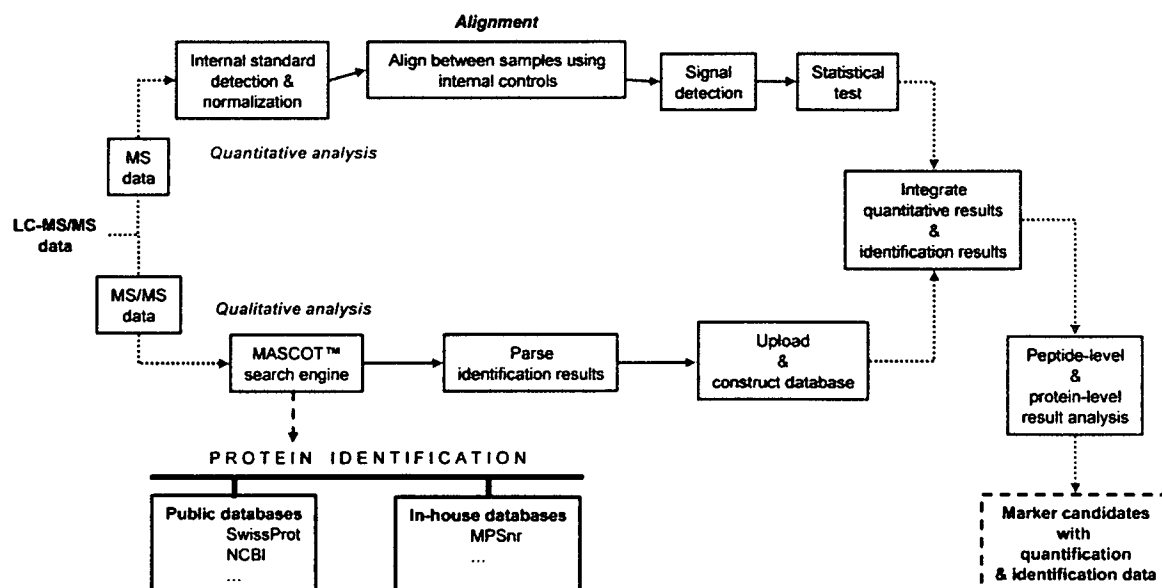 Alignment
Internal standard
detection &
normalization
Align between samples using
internal controls
Signal
detection
Statistical
test
Quantitative analysis
MS
data
LC-MS/MS
data
MS/MS
data
Integrate
quantitative results
&
identification results
Qualitative analysis
MASCOT™
search engine
Parse
identification results
Upload
&
construct database
Peptide-level
&
protein-level
result analysis
PROTEIN IDENTIFICATION
Public databases
SwissProt
NCBI
...
In-house databases
MPSnr
...
Marker candidates
with
quantification
& identification data